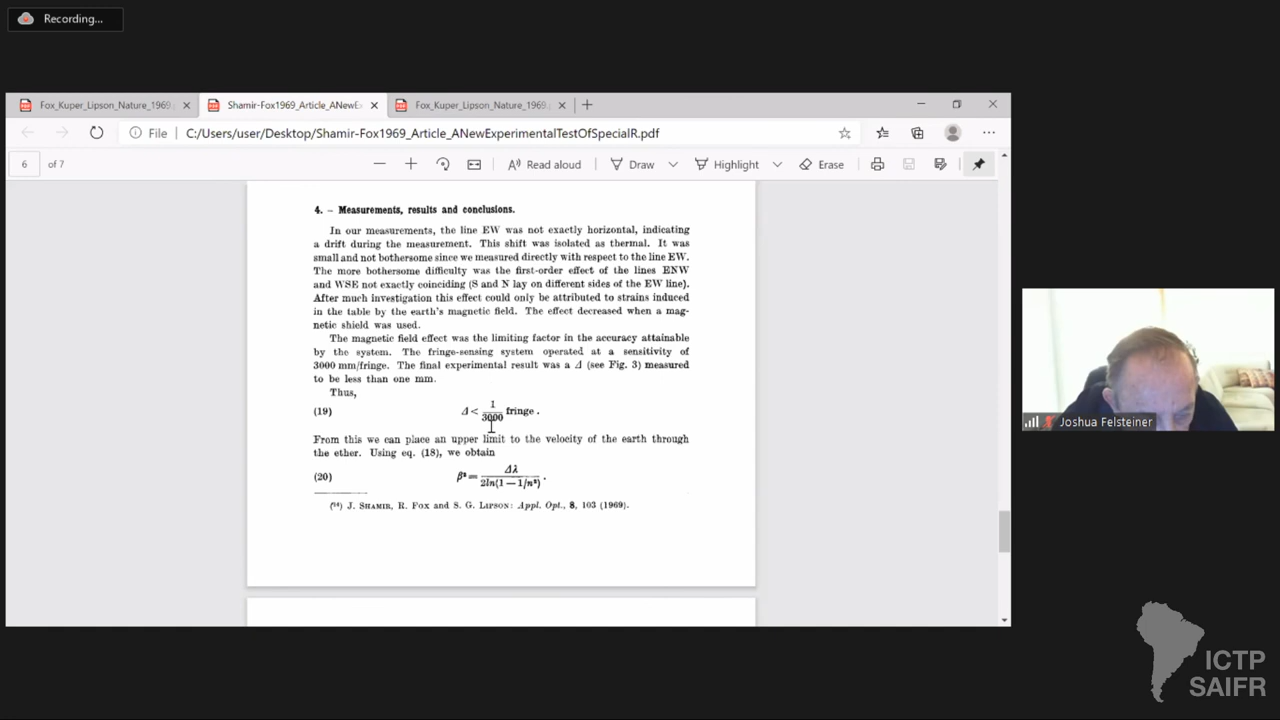 Recording...
Fox_Kuper_Lipson_Nature_1969.
Shamir-Fox1969_Article_ANewE
Fox_Kuper_Lipson_Nature_1969.
File
C:/Users/user/Desktop/Shamir-Fox1969_Article_ANewExperimentalTestOfSpecialR.pdf
6 of 7
Read aloud
Draw
Highlight
Erase
4. – Measurements, results and conclusions.
In our measurements, the line EW was not exactly horizontal, indicating
a drift during the measurement. This shift was isolated as thermal. It was
small and not bothersome since we measured directly with respect to the line EW.
The more bothersome difficulty was the first-order effect of the lines ENW
and WSE not exactly coinciding (S and N lay on different sides of the EW line).
After much investigation this effect could only be attributed to strains induced
in the table by the earth's magnetic field. The effect decreased when a mag-
netic shield was used.
The magnetic field effect was the limiting factor in the accuracy attainable
by the system. The fringe-sensing system operated at a sensitivity of
3000 mm/fringe. The final experimental result was a Δ (see Fig. 3) measured
to be less than one mm.
Thus,
(19) Δ < 1/3000 fringe .
From this we can place an upper limit to the velocity of the earth through
the ether. Using eq. (18), we obtain
(20) β² = Δλ/2ln(1 – 1/n²) .
(¹⁴) J. SHAMIR, R. FOX and S. G. LIPSON: Appl. Opt., 8, 103 (1969).
Joshua Felsteiner
ICTP
SAIFR